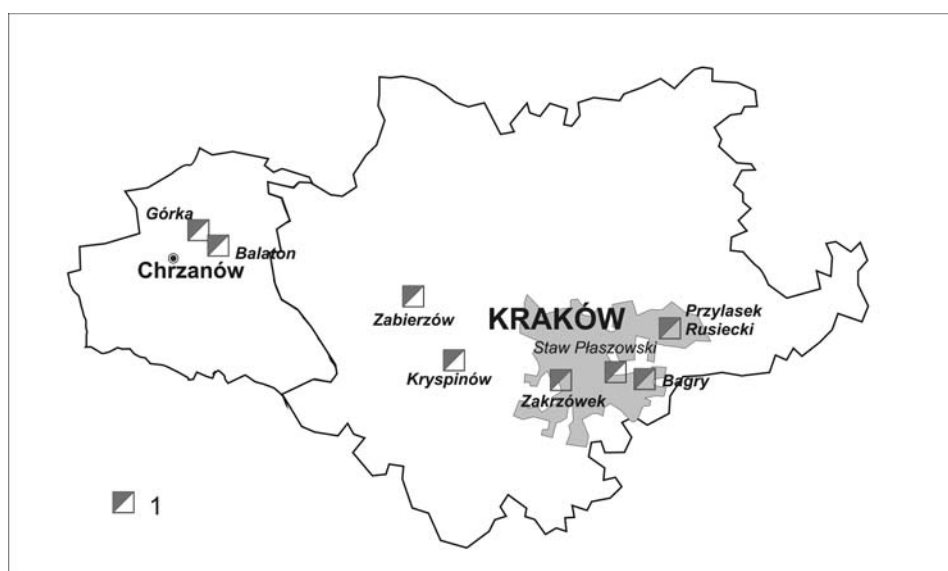 Górka
Balaton
Chrzanów
Zabierzów
KRAKÓW
Przylasek
Rusiecki
Staw Płaszowski
Kryspinów
Zakrzówek
Bagry
1